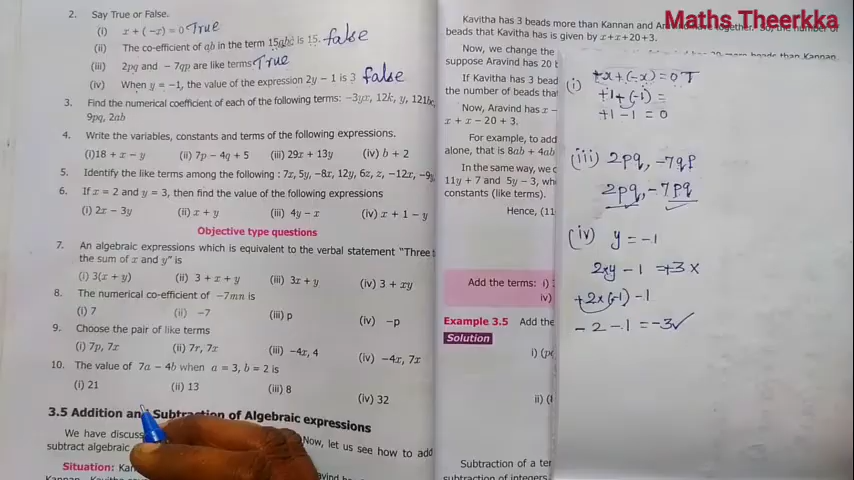 2. Say True or False.
(i) x + (-x) = 0 True
(ii) The co-efficient of ab in the term 15abc is 15. false
(iii) 2pq and - 7qp are like terms True
(iv) When y = -1, the value of the expression 2y - 1 is 3 false
3. Find the numerical coefficient of each of the following terms: -3yx, 12k, y, 121bc,
9pq, 2ab
4. Write the variables, constants and terms of the following expressions.
(i)18 + x - y (ii) 7p - 4q + 5 (iii) 29x + 13y (iv) b + 2
5. Identify the like terms among the following : 7x, 5y, -8x, 12y, 6z, z, -12x, -9y,
6. If x = 2 and y = 3, then find the value of the following expressions
(i) 2x - 3y (ii) x + y (iii) 4y - x (iv) x + 1 - y
Objective type questions
7. An algebraic expressions which is equivalent to the verbal statement "Three t
the sum of x and y" is
(i) 3(x + y) (ii) 3 + x + y (iii) 3x + y (iv) 3 + xy
8. The numerical co-efficient of -7mn is
(i) 7 (ii) -7 (iii) p (iv) -p
9. Choose the pair of like terms
(i) 7p, 7x (ii) 7r, 7x (iii) -4x, 4 (iv) -4x, 7x
10. The value of 7a - 4b when a = 3, b = 2 is
(i) 21 (ii) 13 (iii) 8 (iv) 32
3.5 Addition and Subtraction of Algebraic expressions
We have discuss Now, let us see how to add
subtract algebraic
Situation:
Maths Theerkka
Kavitha has 3 beads more than Kannan and
beads that Kavitha has is given by x + x + 20 + 3.
Now, we change the
suppose Aravind has 20 b
If Kavitha has 3 bead
the number of beads tha
Now, Aravind has x -
x + x - 20 + 3.
For example, to add
alone, that is 8ab + 4ab
In the same way, we c
11y + 7 and 5y - 3, wh
constants (like terms).
Hence, (11
Add the terms: i)
iv)
Example 3.5 Add the
Solution
i) (p
ii) (
Subtraction of a ter
subtraction of integers
(i) +x + (-x) = 0 T
+1 + (-1) =
+1 - 1 = 0
(iii) 2pq, -7qp
2pq, -7pq
(iv) y = -1
2xy - 1 = +3 x
+2x(-1) - 1
- 2 - 1 = -3 ✓